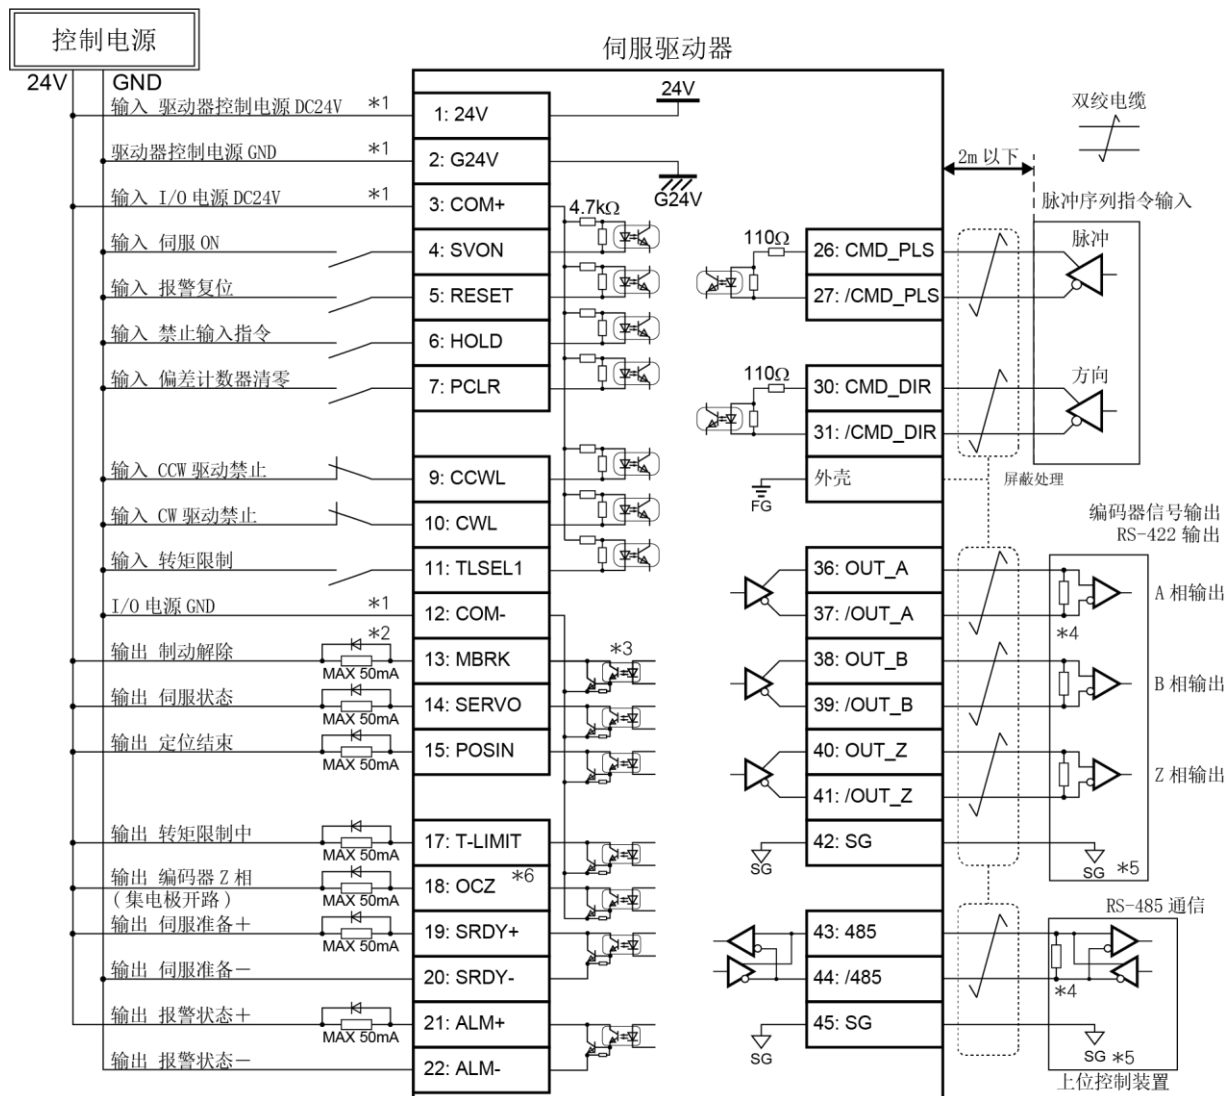 控制电源
24V
GND
伺服驱动器
输入 驱动器控制电源 DC24V *1
1: 24V
24V
驱动器控制电源 GND *1
2: G24V
G24V
输入 I/O 电源 DC24V *1
3: COM+
4.7kΩ
输入 伺服 ON
4: SVON
输入 报警复位
5: RESET
输入 禁止输入指令
6: HOLD
输入 偏差计数器清零
7: PCLR
输入 CCW 驱动禁止
9: CCWL
输入 CW 驱动禁止
10: CWL
输入 转矩限制
11: TLSEL1
I/O 电源 GND *1
12: COM-
输出 制动解除
*2
MAX 50mA
13: MBRK
*3
输出 伺服状态
MAX 50mA
14: SERVO
输出 定位结束
MAX 50mA
15: POSIN
输出 转矩限制中
MAX 50mA
17: T-LIMIT
输出 编码器 Z 相
(集电极开路)
MAX 50mA
18: OCZ *6
输出 伺服准备+
MAX 50mA
19: SRDY+
输出 伺服准备-
20: SRDY-
输出 报警状态+
MAX 50mA
21: ALM+
输出 报警状态-
22: ALM-
双绞电缆
2m 以下
脉冲序列指令输入
110Ω
26: CMD_PLS
脉冲
27: /CMD_PLS
110Ω
30: CMD_DIR
方向
31: /CMD_DIR
FG
外壳
屏蔽处理
编码器信号输出
RS-422 输出
36: OUT_A
37: /OUT_A
*4
A 相输出
38: OUT_B
39: /OUT_B
B 相输出
40: OUT_Z
41: /OUT_Z
Z 相输出
SG
42: SG
SG *5
RS-485 通信
43: 485
44: /485
*4
SG
45: SG
SG *5
上位控制装置